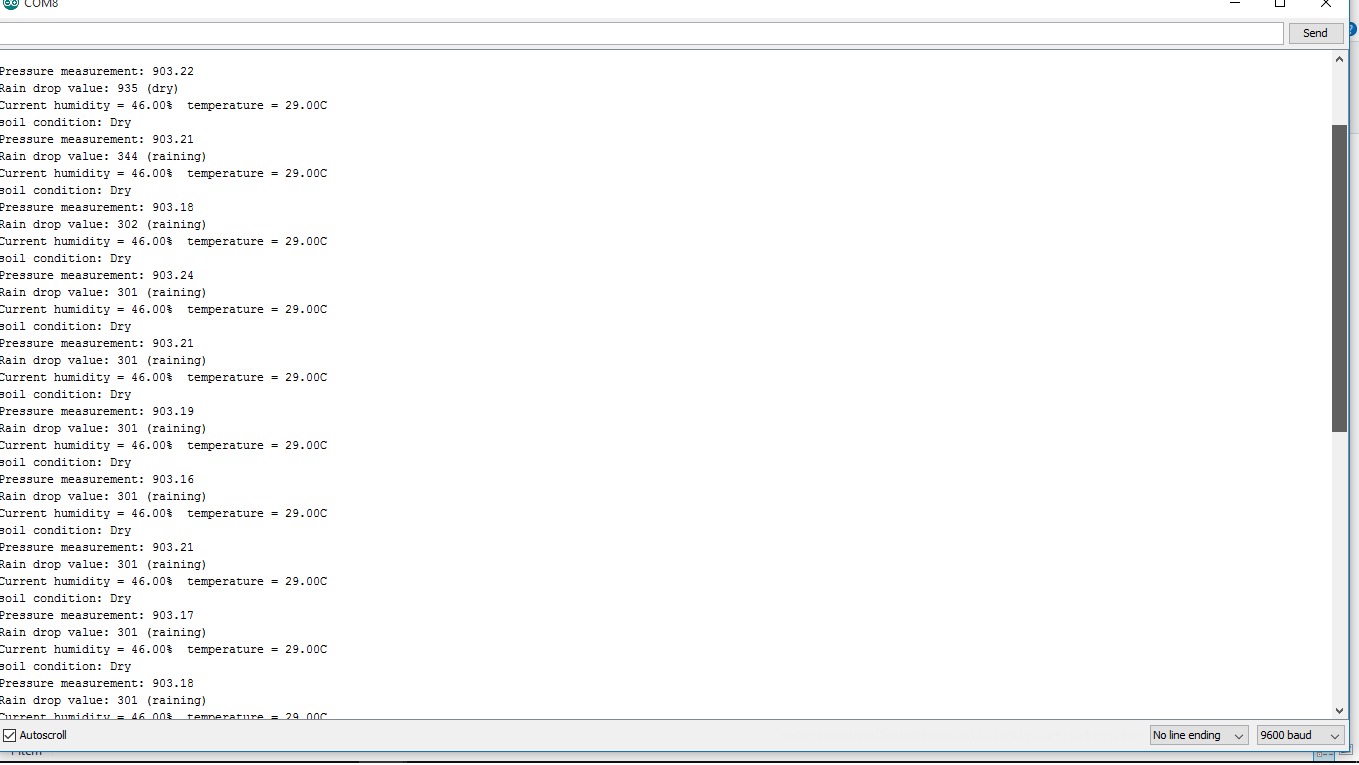 COM8
Send
Pressure measurement: 903.22
Rain drop value: 935 (dry)
Current humidity = 46.00%  temperature = 29.00C
soil condition: Dry
Pressure measurement: 903.21
Rain drop value: 344 (raining)
Current humidity = 46.00%  temperature = 29.00C
soil condition: Dry
Pressure measurement: 903.18
Rain drop value: 302 (raining)
Current humidity = 46.00%  temperature = 29.00C
soil condition: Dry
Pressure measurement: 903.24
Rain drop value: 301 (raining)
Current humidity = 46.00%  temperature = 29.00C
soil condition: Dry
Pressure measurement: 903.21
Rain drop value: 301 (raining)
Current humidity = 46.00%  temperature = 29.00C
soil condition: Dry
Pressure measurement: 903.19
Rain drop value: 301 (raining)
Current humidity = 46.00%  temperature = 29.00C
soil condition: Dry
Pressure measurement: 903.16
Rain drop value: 301 (raining)
Current humidity = 46.00%  temperature = 29.00C
soil condition: Dry
Pressure measurement: 903.21
Rain drop value: 301 (raining)
Current humidity = 46.00%  temperature = 29.00C
soil condition: Dry
Pressure measurement: 903.17
Rain drop value: 301 (raining)
Current humidity = 46.00%  temperature = 29.00C
soil condition: Dry
Pressure measurement: 903.18
Rain drop value: 301 (raining)
Current humidity = 46.00%  temperature = 29.00C
Autoscroll
No line ending
9600 baud